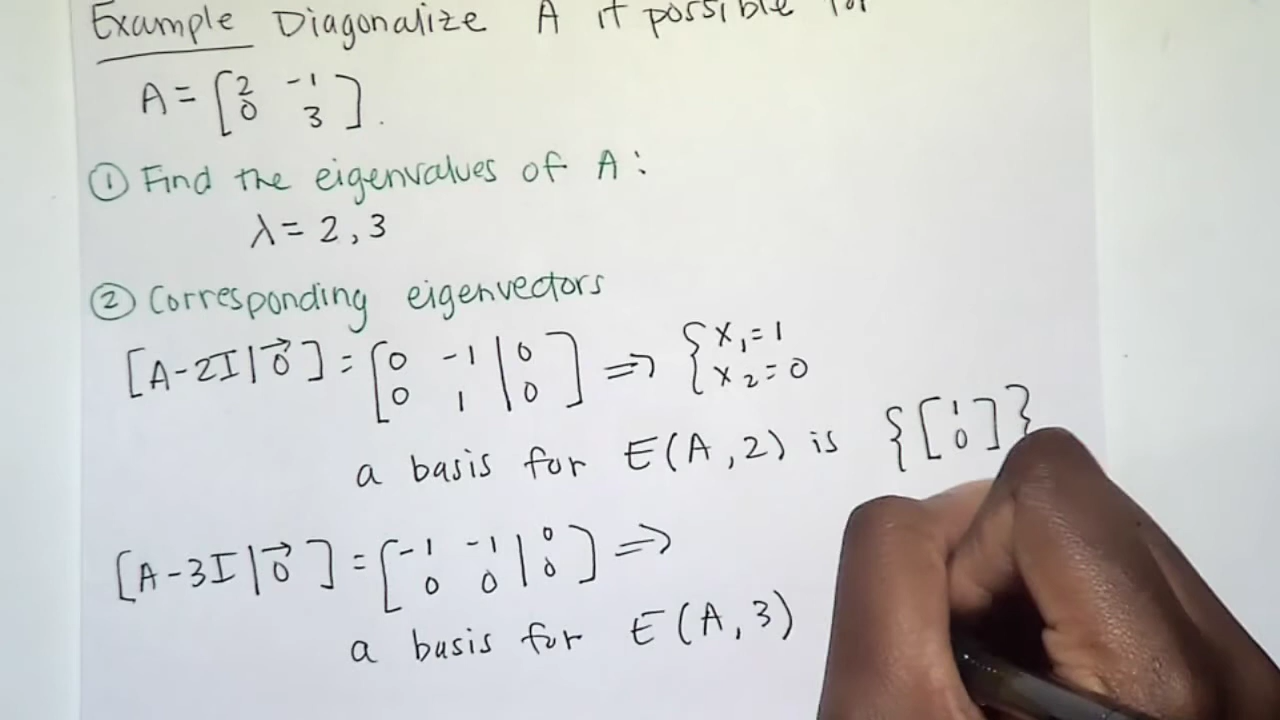 Example Diagonalize A if possible for
A = [2 -1
0 3].
① Find the eigenvalues of A:
λ = 2, 3
② Corresponding eigenvectors
[A-2I|0⃗] = [0 -1 | 0
0 1 | 0] ⇒ {x₁ = 1
x₂ = 0
a basis for E(A,2) is {[1
0]}
[A-3I|0⃗] = [-1 -1 | 0
0 0 | 0] ⇒
a basis for E(A,3)